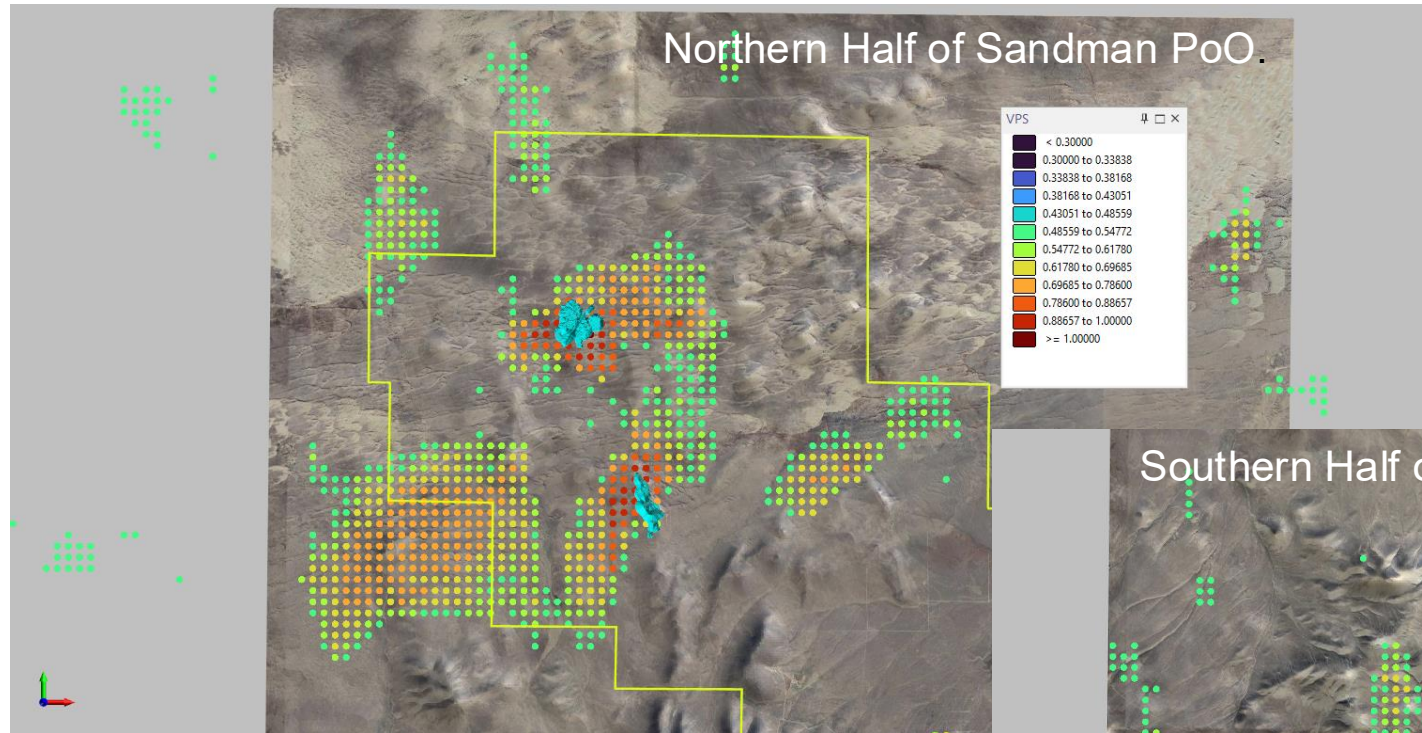 Northern Half of Sandman PoO.
VPS
< 0.30000
0.30000 to 0.33838
0.33838 to 0.38168
0.38168 to 0.43051
0.43051 to 0.48559
0.48559 to 0.54772
0.54772 to 0.61780
0.61780 to 0.69685
0.69685 to 0.78600
0.78600 to 0.88657
0.88657 to 1.00000
>= 1.00000
Southern Half o